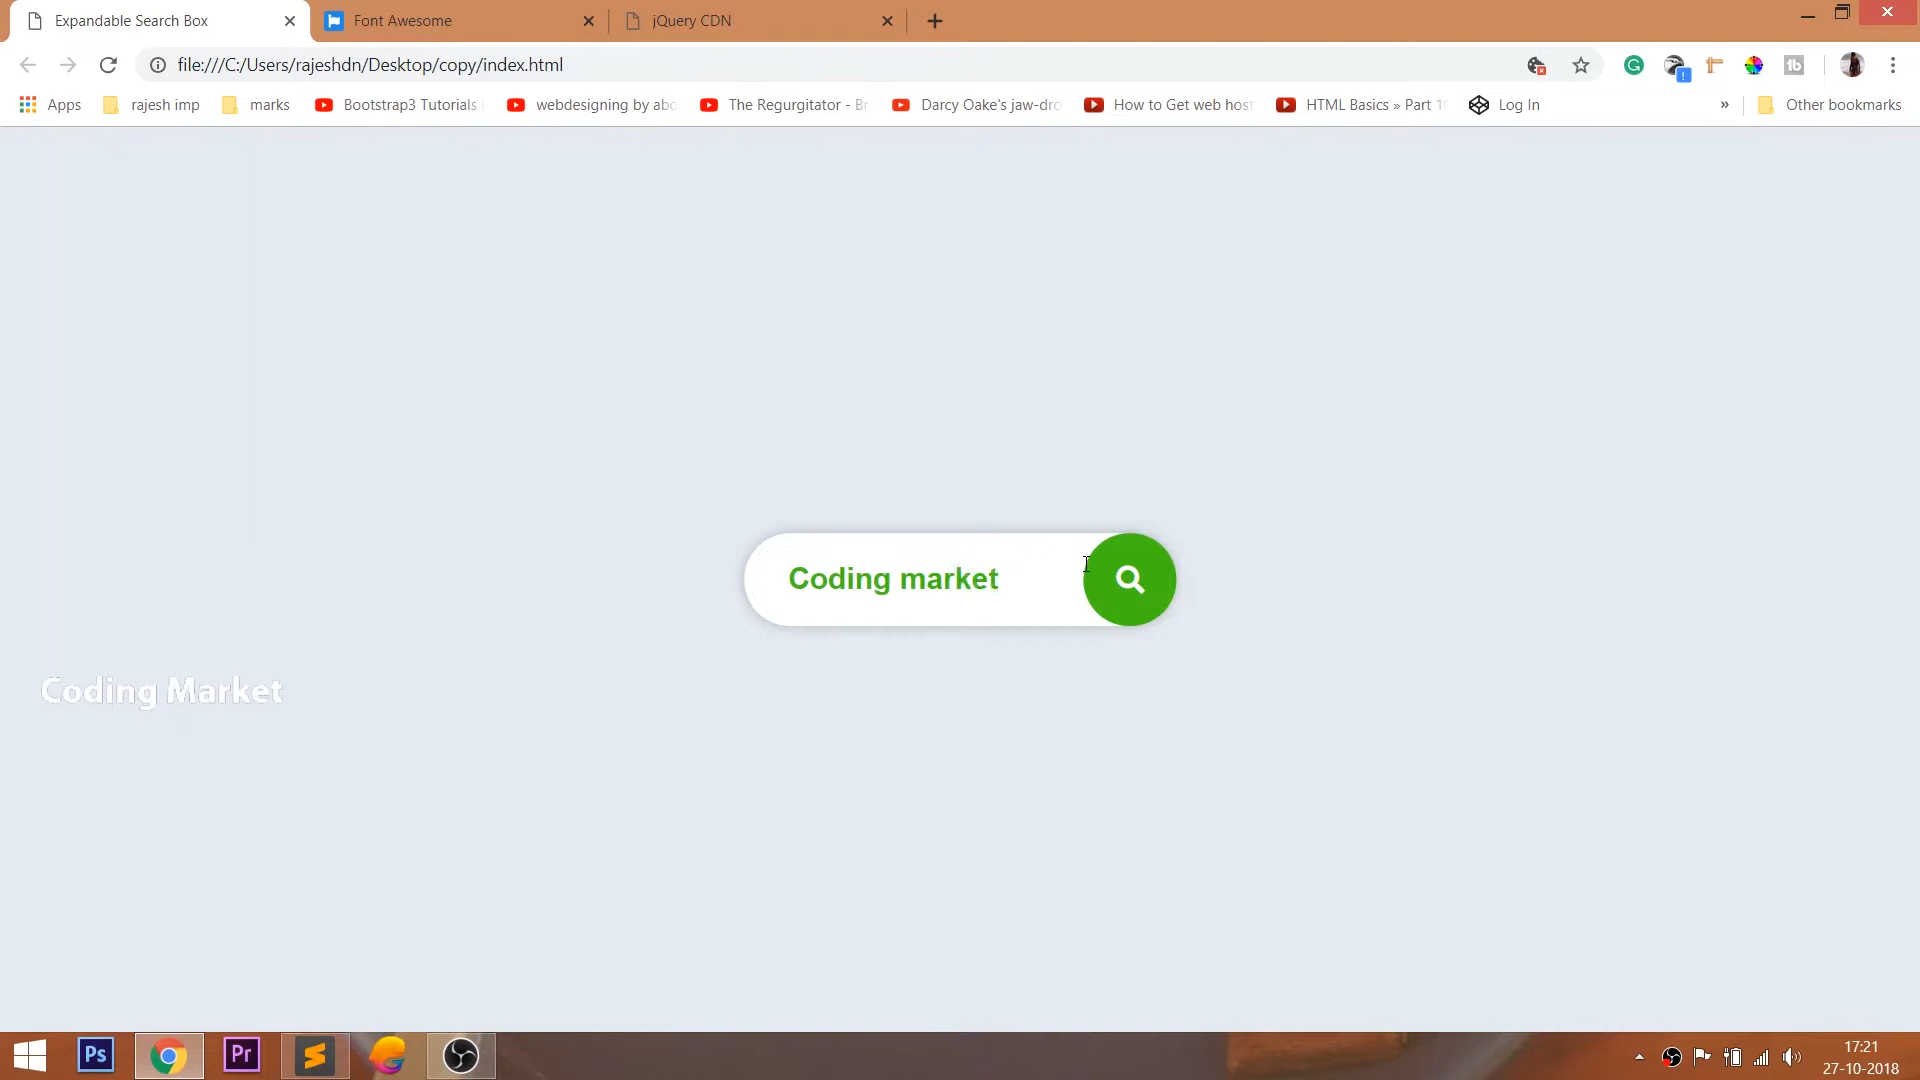 Expandable Search Box
Font Awesome
jQuery CDN
file:///C:/Users/rajeshdn/Desktop/copy/index.html
Apps
rajesh imp
marks
Bootstrap3 Tutorials
webdesigning by abo
The Regurgitator - Br
Darcy Oake's jaw-dro
How to Get web host
HTML Basics » Part 10
Log In
»
Other bookmarks
Coding market
Coding Market
Ps
Pr
17:21
27-10-2018